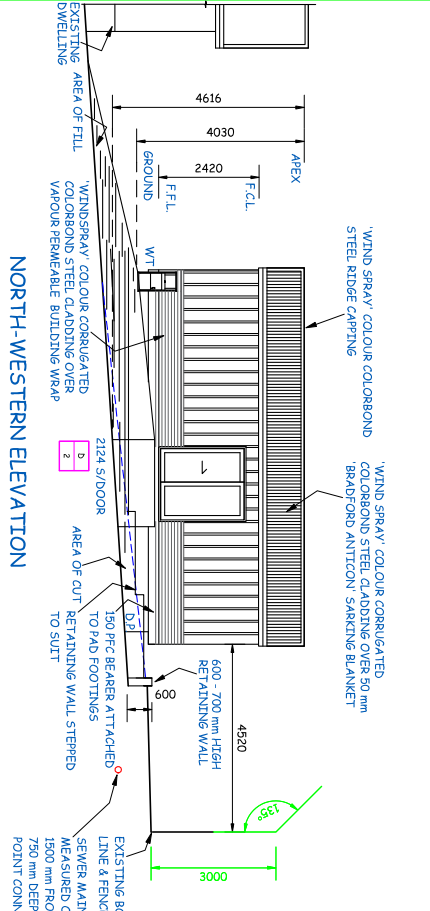 'WIND SPRAY' COLOUR COLORBOND
STEEL RIDGE CAPPING
'WIND SPRAY' COLOUR CORRUGATED
COLORBOND STEEL CLADDING OVER 50 mm
'BRADFORD ANTICON' SARKING BLANKET
APEX
F.C.L.
F.F.L.
GROUND
4616
4030
2420
WT
EXISTING
DWELLING
AREA OF FILL
'WINDSPRAY' COLOUR CORRUGATED
COLORBOND STEEL CLADDING OVER
VAPOUR PERMEABLE BUILDING WRAP
2124 S/DOOR
D
2
AREA OF CUT
RETAINING WALL STEPPED
TO SUIT
D.P.
150 PFC BEARER ATTACHED
TO PAD FOOTINGS
600 - 700 mm HIGH
RETAINING WALL
600
4520
135°
3000
EXISTING BO
LINE & FENC
SEWER MAIN
MEASURED O
1500 mm FRO
750 mm DEEP
POINT CONN
NORTH-WESTERN ELEVATION